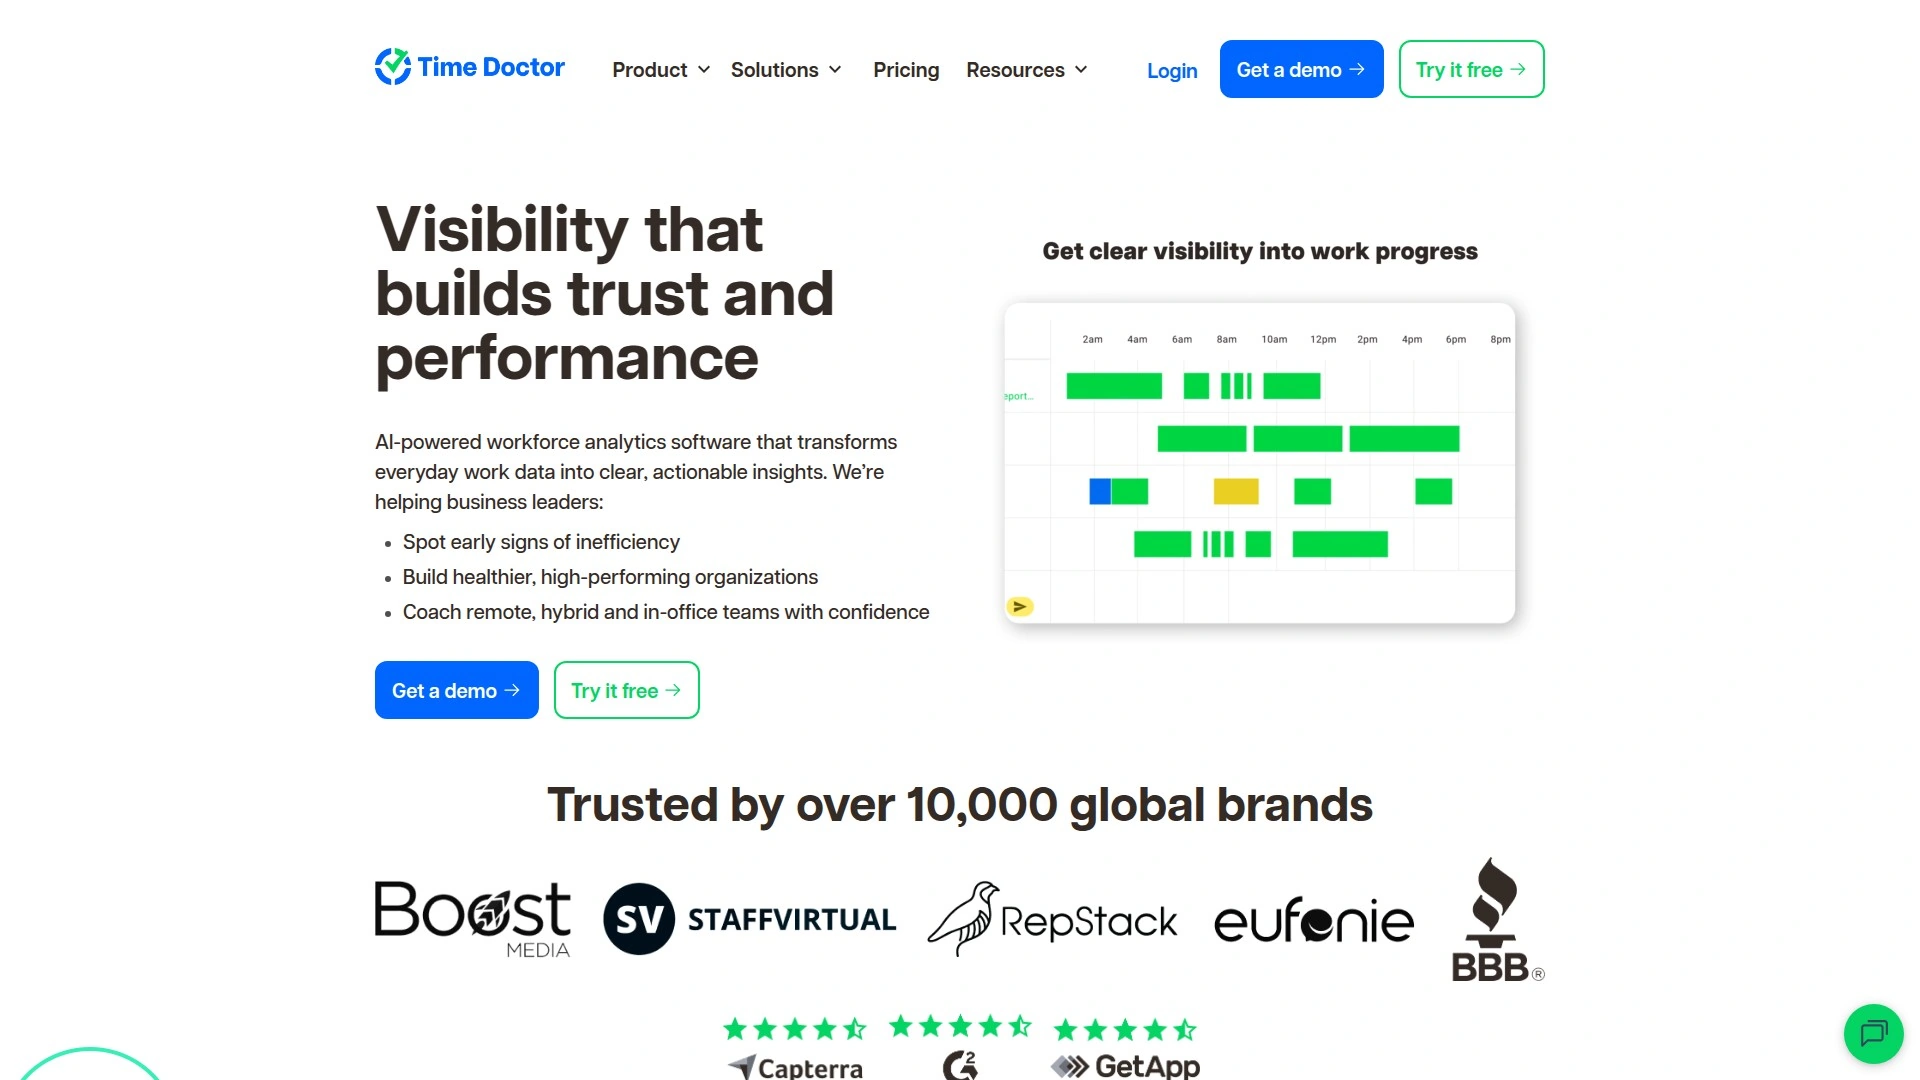 Time Doctor
Product
Solutions
Pricing
Resources
Login
Get a demo
Try it free
Visibility that
builds trust and
performance
AI-powered workforce analytics software that transforms
everyday work data into clear, actionable insights. We’re
helping business leaders:
Spot early signs of inefficiency
Build healthier, high-performing organizations
Coach remote, hybrid and in-office teams with confidence
Get a demo
Try it free
Get clear visibility into work progress
2am 4am 6am 8am 10am 12pm 2pm 4pm 6pm 8pm
eport...
Trusted by over 10,000 global brands
Boost
MEDIA
SV STAFFVIRTUAL
RepStack
eufonie
BBB®
Capterra
G2
GetApp